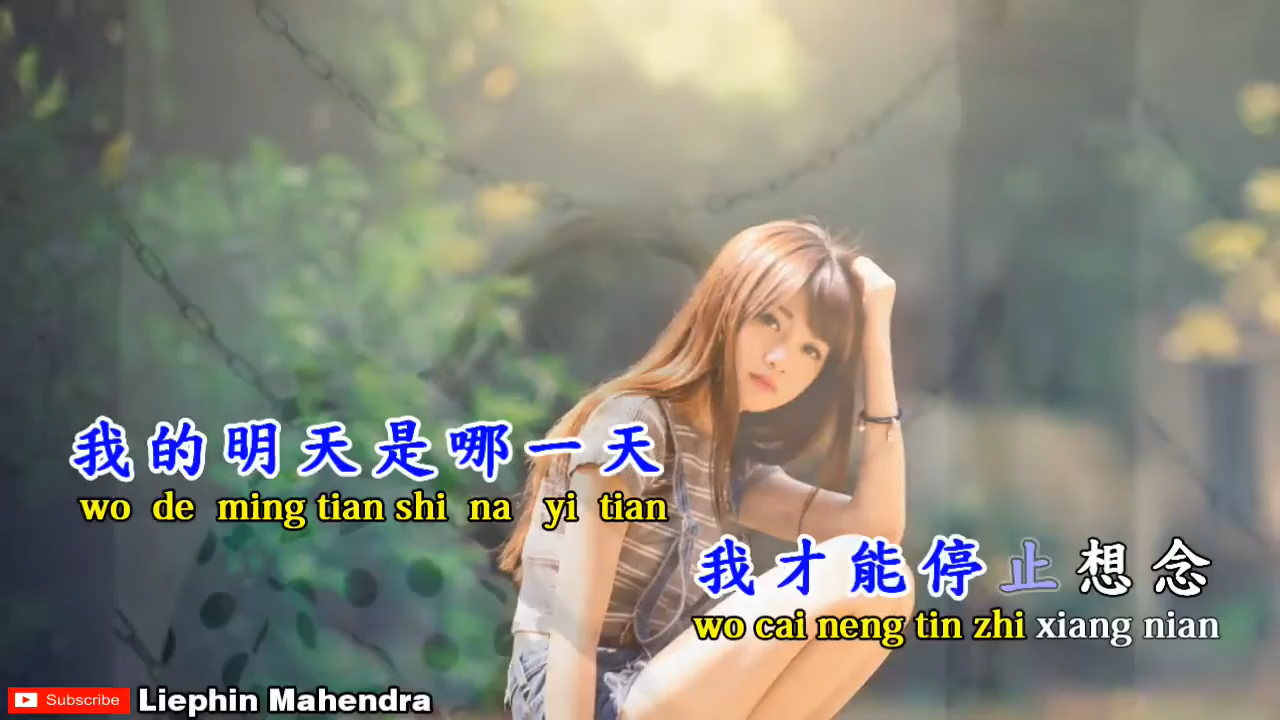 我的明天是哪一天
wo de ming tian shi na yi tian
我才能停止想念
wo cai neng tin zhi xiang nian
Subscribe Liephin Mahendra